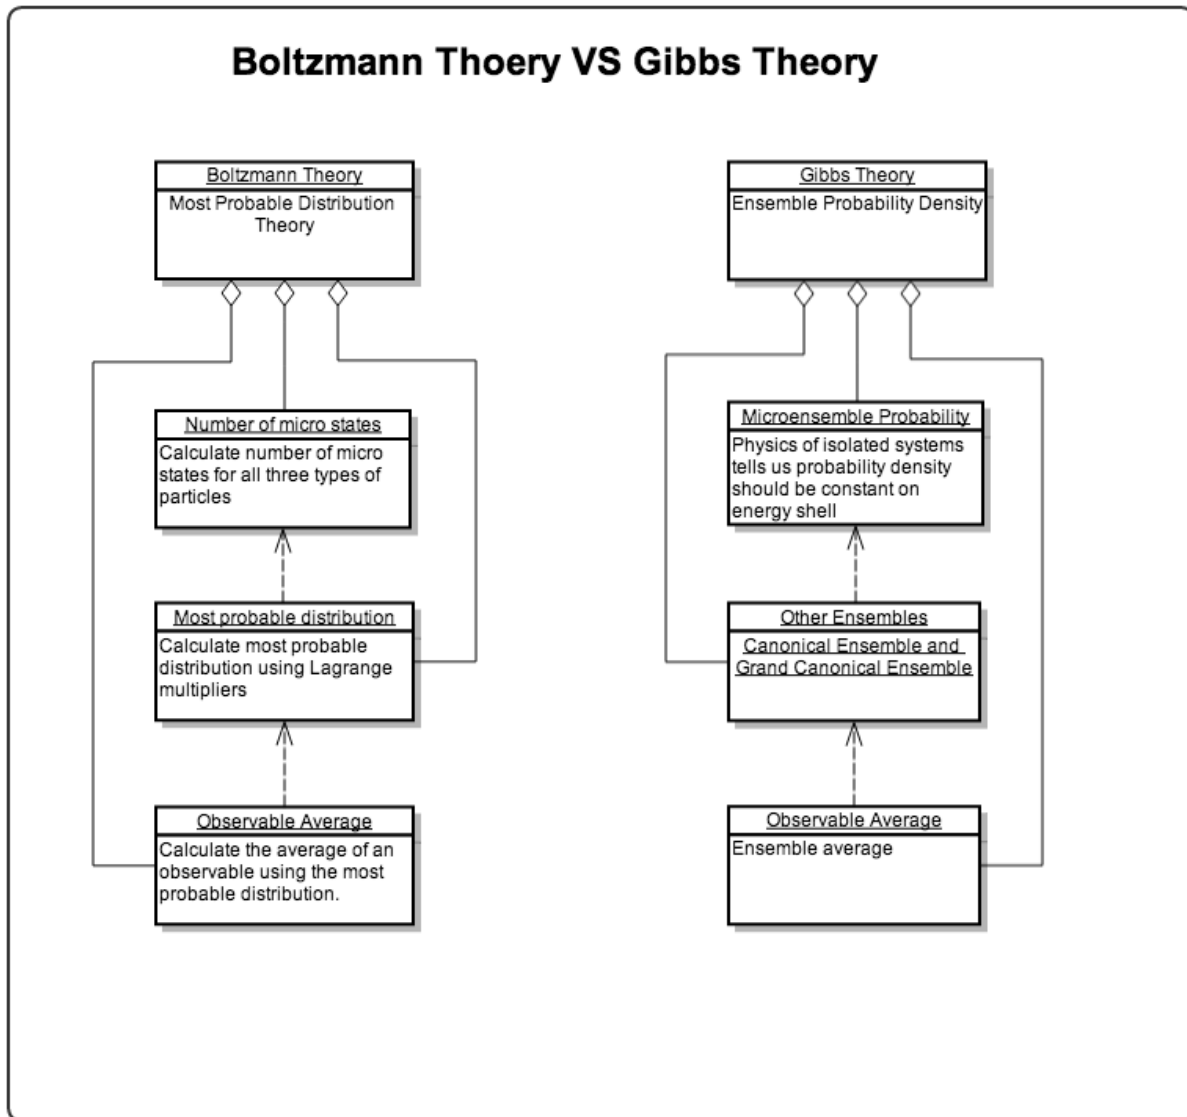 Boltzmann Thoery VS Gibbs Theory
Boltzmann Theory
Most Probable Distribution
Theory
Number of micro states
Calculate number of micro
states for all three types of
particles
Most probable distribution
Calculate most probable
distribution using Lagrange
multipliers
Observable Average
Calculate the average of an
observable using the most
probable distribution.
Gibbs Theory
Ensemble Probability Density
Microensemble Probability
Physics of isolated systems
tells us probability density
should be constant on
energy shell
Other Ensembles
Canonical Ensemble and
Grand Canonical Ensemble
Observable Average
Ensemble average